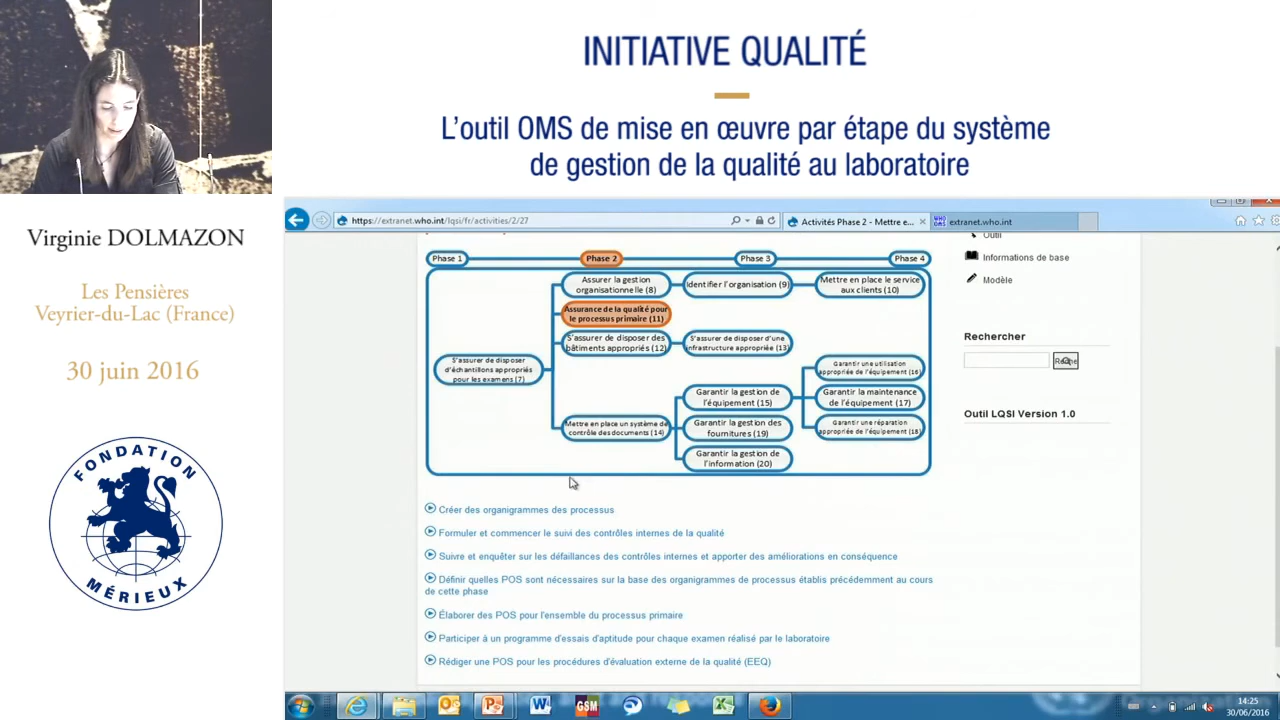 INITIATIVE QUALITÉ
L'outil OMS de mise en œuvre par étape du système
de gestion de la qualité au laboratoire
Virginie DOLMAZON
Les Pensières
Veyrier-du-Lac (France)
30 juin 2016
FONDATION
MÉRIEUX
https://extranet.who.int/lqsi/fr/activities/2/27
Activités Phase 2 - Mettre e...
extranet.who.int
Phase 1
Phase 2
Phase 3
Phase 4
Assurer la gestion
organisationnelle (8)
Identifier l'organisation (9)
Mettre en place le service
aux clients (10)
Assurance de la qualité pour
le processus primaire (11)
S'assurer de disposer des
bâtiments appropriés (12)
S'assurer de disposer d'une
infrastructure appropriée (13)
S'assurer de disposer
d'échantillons appropriés
pour les examens (7)
Garantir une utilisation
appropriée de l'équipement (16)
Garantir la gestion de
l'équipement (15)
Garantir la maintenance
de l'équipement (17)
Mettre en place un système de
contrôle des documents (14)
Garantir la gestion des
fournitures (19)
Garantir une réparation
appropriée de l'équipement (18)
Garantir la gestion de
l'information (20)
Créer des organigrammes des processus
Formuler et commencer le suivi des contrôles internes de la qualité
Suivre et enquêter sur les défaillances des contrôles internes et apporter des améliorations en conséquence
Définir quelles POS sont nécessaires sur la base des organigrammes de processus établis précédemment au cours
de cette phase
Élaborer des POS pour l'ensemble du processus primaire
Participer à un programme d'essais d'aptitude pour chaque examen réalisé par le laboratoire
Rédiger une POS pour les procédures d'évaluation externe de la qualité (EEQ)
Outil
Informations de base
Modèle
Rechercher
Outil LQSI Version 1.0
GSM
14:25
30/06/2016